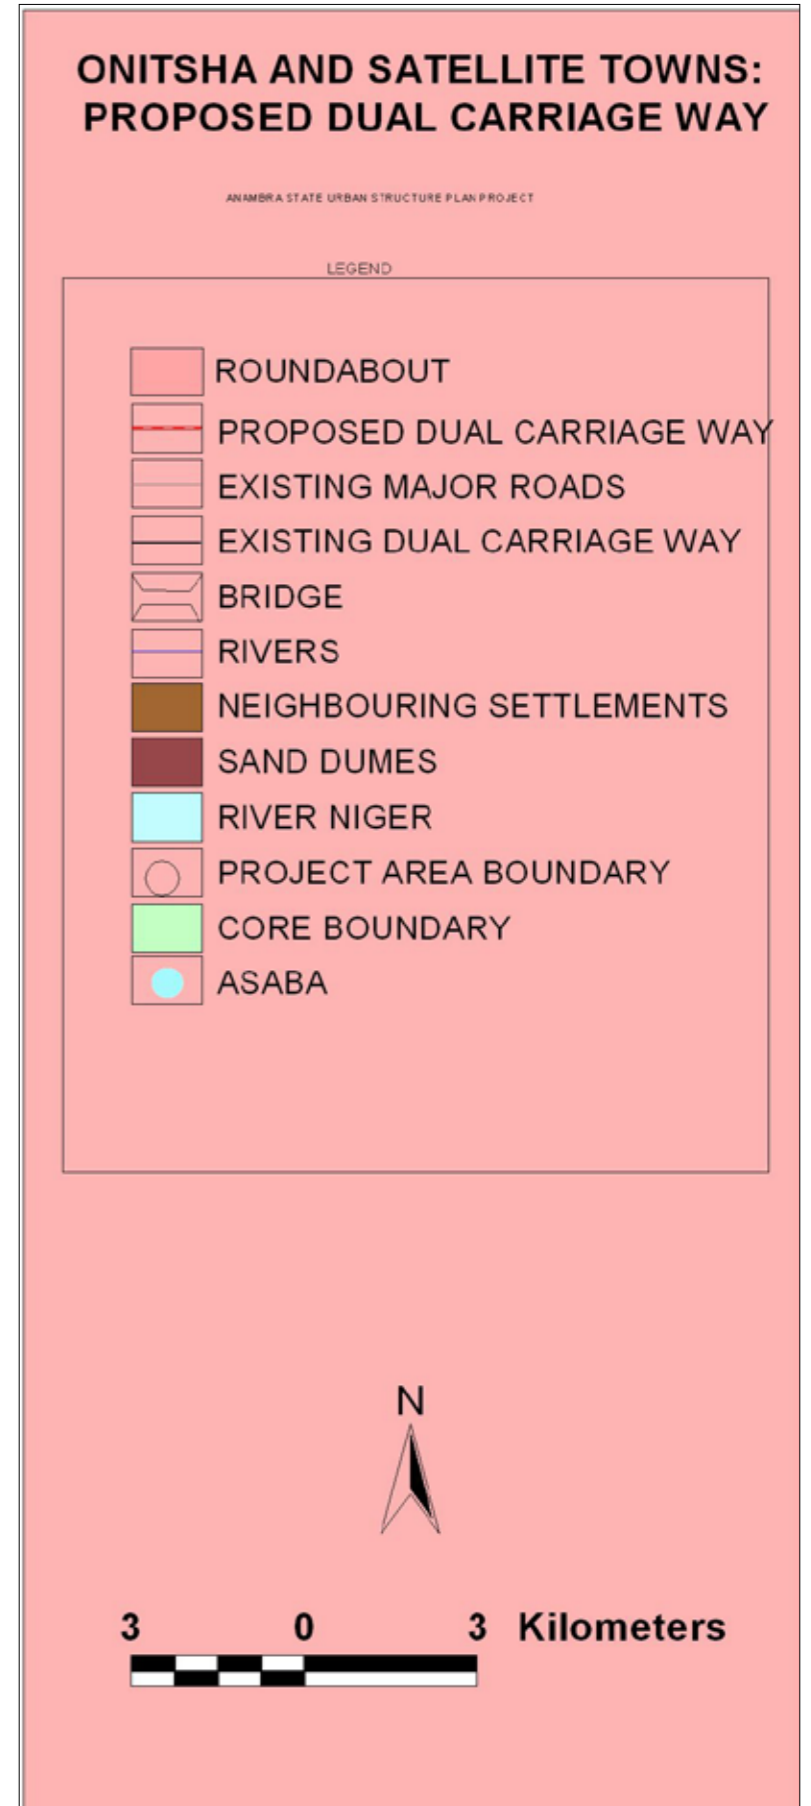 ONITSHA AND SATELLITE TOWNS:
PROPOSED DUAL CARRIAGE WAY
ANAMBRA STATE URBAN STRUCTURE PLAN PROJECT
LEGEND
ROUNDABOUT
PROPOSED DUAL CARRIAGE WAY
EXISTING MAJOR ROADS
EXISTING DUAL CARRIAGE WAY
BRIDGE
RIVERS
NEIGHBOURING SETTLEMENTS
SAND DUMES
RIVER NIGER
PROJECT AREA BOUNDARY
CORE BOUNDARY
ASABA
N
3 0 3 Kilometers